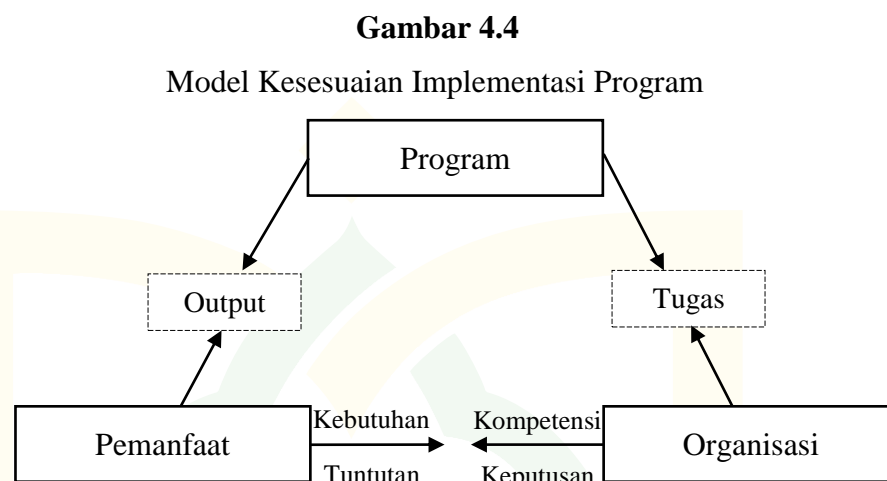 Gambar 4.4
Model Kesesuaian Implementasi Program
Program
Output
Tugas
Kebutuhan
Kompetensi
Pemanfaat
Organisasi
Tuntutan
Keputusan